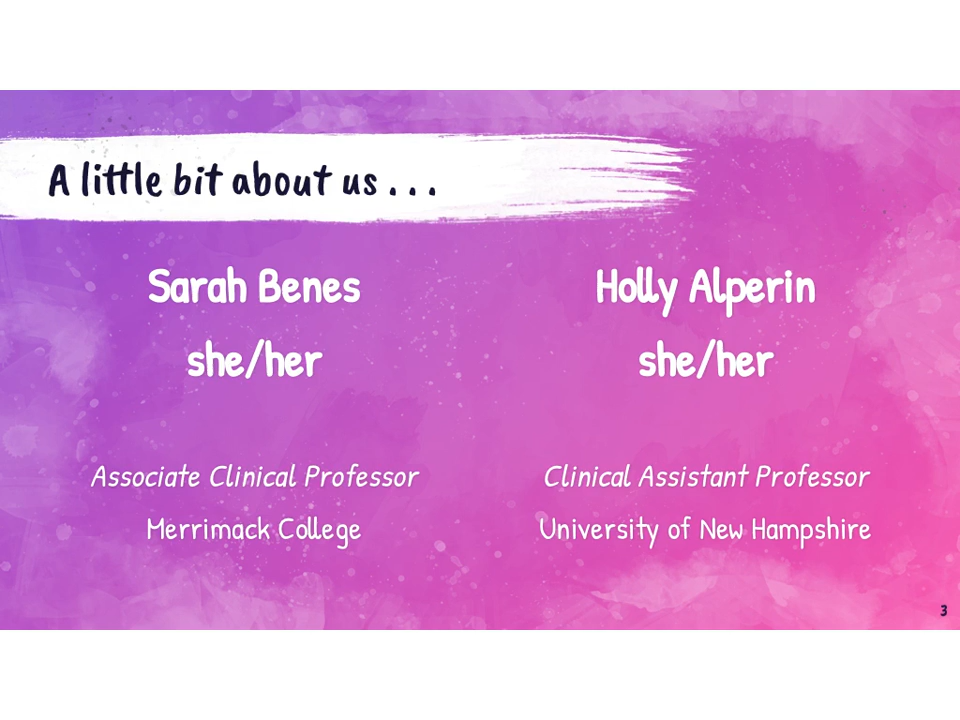 A little bit about us . . .
Sarah Benes
she/her
Associate Clinical Professor
Merrimack College
Holly Alperin
she/her
Clinical Assistant Professor
University of New Hampshire
3